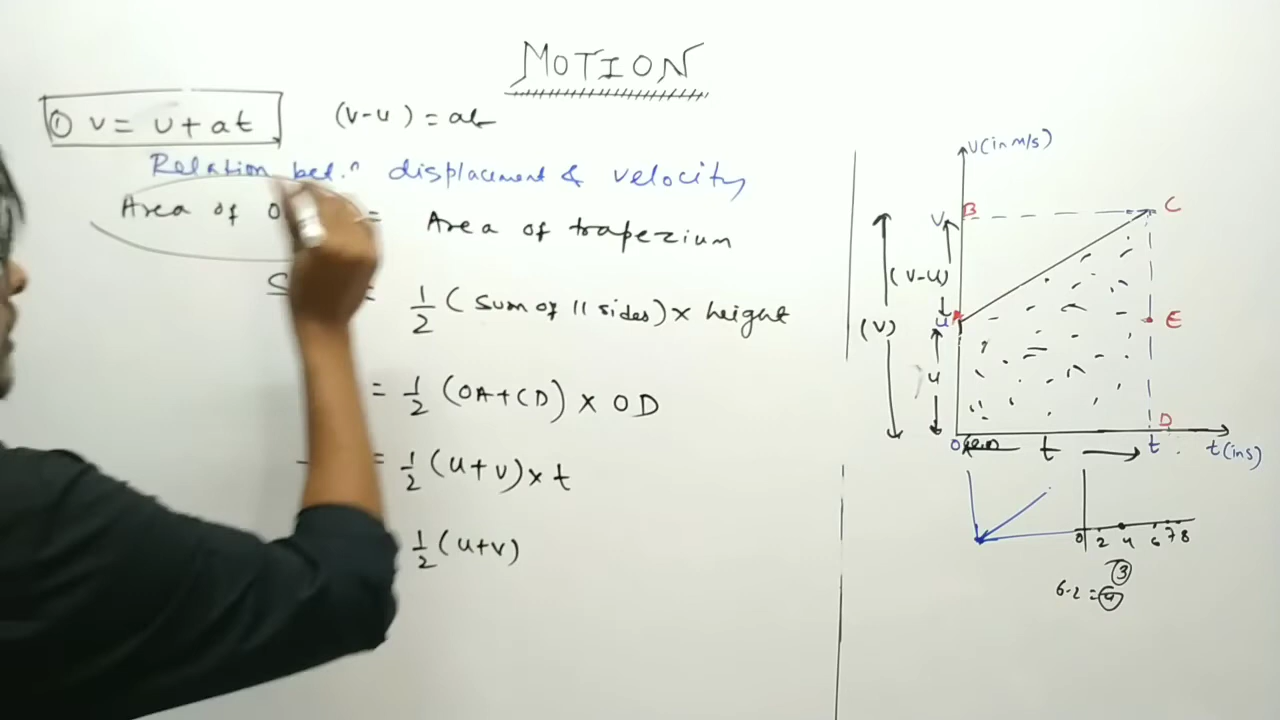 MOTION
① v = u + at
(v-u) = at
Relation bet.ⁿ displacement & velocity
Area of O = Area of trapezium
S = 1/2 (sum of 11 sides) × height
= 1/2 (OA+CD) × OD
= 1/2 (u+v) × t
1/2 (u+v)
v(in m/s)
v B C
(v-u)
(v) u E
u
D
O t t t(in s)
0 2 4 6 7 8
3
6-2 = 4